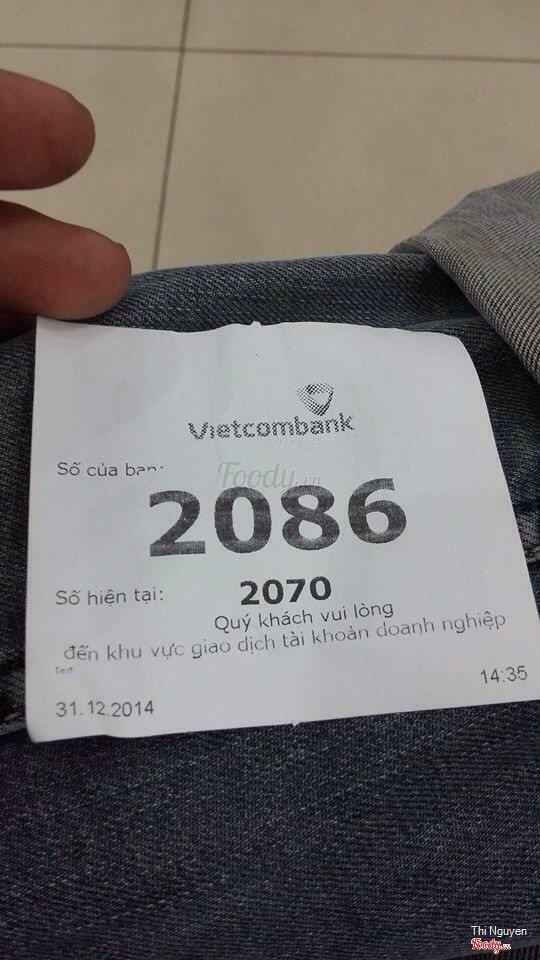 Vietcombank
Số của bạn:
Foody.vn
2086
Số hiện tại:
2070
Quý khách vui lòng
đến khu vực giao dịch tài khoản doanh nghiệp
Text
31.12.2014
14:35
Thi Nguyen
Foody.vn